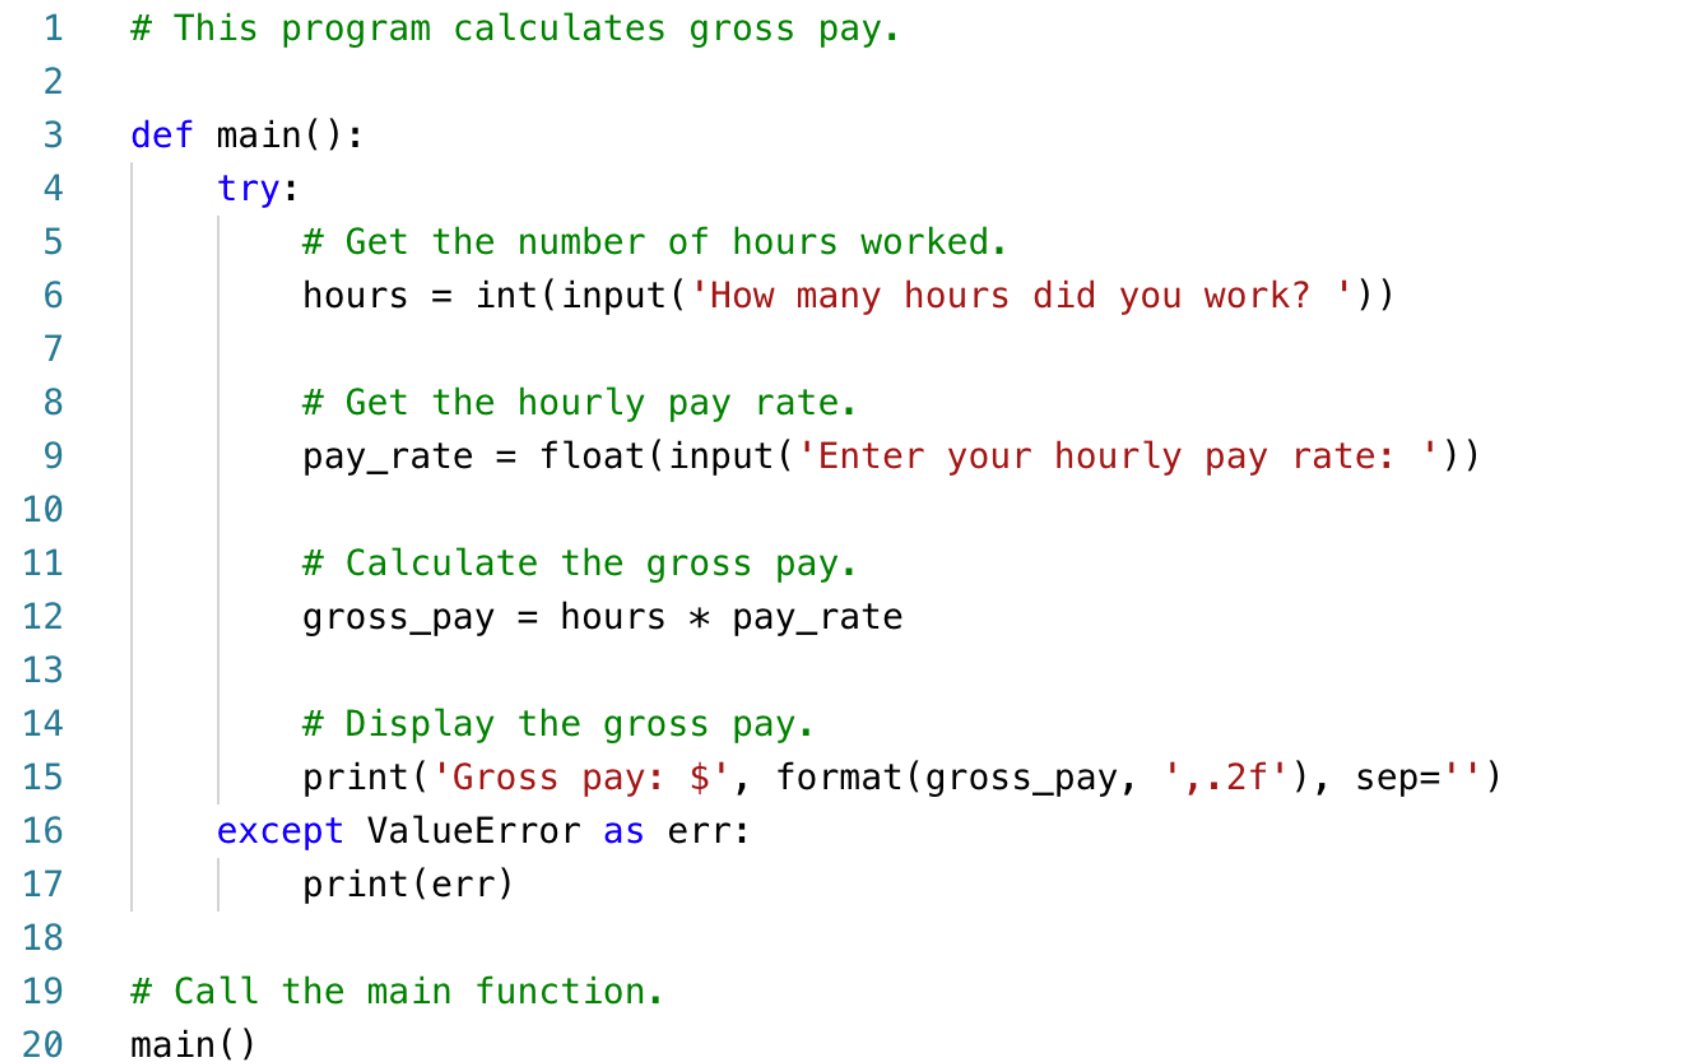 1 # This program calculates gross pay.
2
3 def main():
4     try:
5         # Get the number of hours worked.
6         hours = int(input('How many hours did you work? '))
7
8         # Get the hourly pay rate.
9         pay_rate = float(input('Enter your hourly pay rate: '))
10
11         # Calculate the gross pay.
12         gross_pay = hours * pay_rate
13
14         # Display the gross pay.
15         print('Gross pay: $', format(gross_pay, ',.2f'), sep='')
16     except ValueError as err:
17         print(err)
18
19 # Call the main function.
20 main()